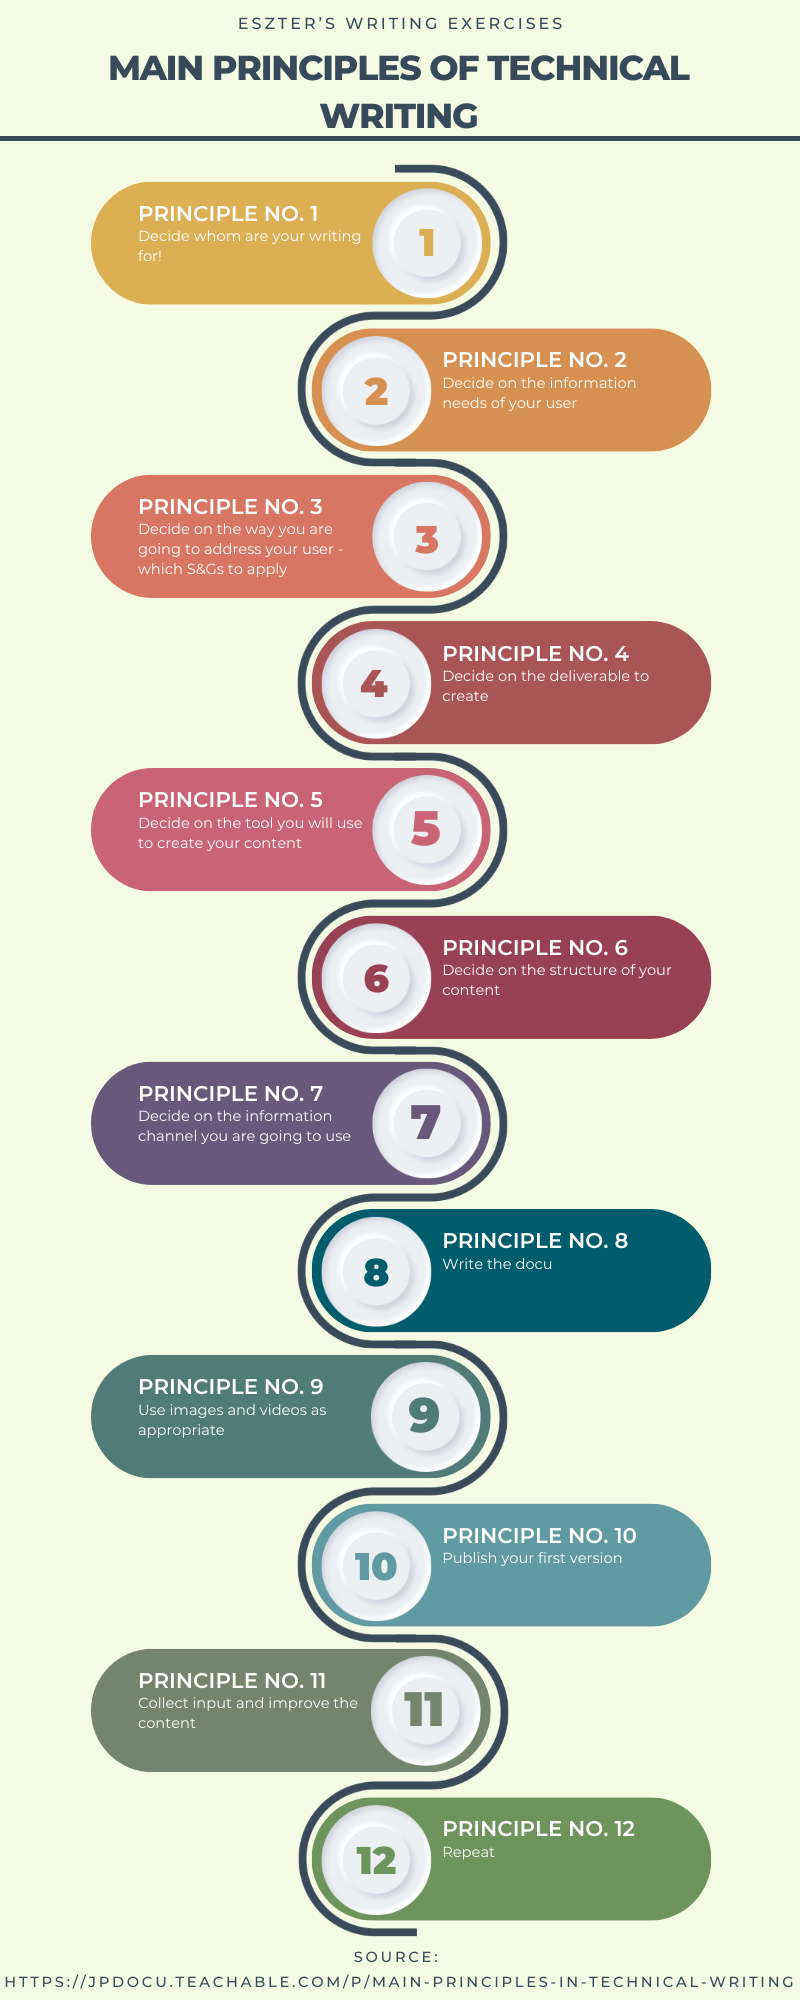 ESZTER'S WRITING EXERCISES
MAIN PRINCIPLES OF TECHNICAL
WRITING
PRINCIPLE NO. 1
Decide whom are your writing
for!
1
2
PRINCIPLE NO. 2
Decide on the information
needs of your user
PRINCIPLE NO. 3
Decide on the way you are
going to address your user -
which S&Gs to apply
3
4
PRINCIPLE NO. 4
Decide on the deliverable to
create
PRINCIPLE NO. 5
Decide on the tool you will use
to create your content
5
6
PRINCIPLE NO. 6
Decide on the structure of your
content
PRINCIPLE NO. 7
Decide on the information
channel you are going to use
7
8
PRINCIPLE NO. 8
Write the docu
PRINCIPLE NO. 9
Use images and videos as
appropriate
9
10
PRINCIPLE NO. 10
Publish your first version
PRINCIPLE NO. 11
Collect input and improve the
content
11
12
PRINCIPLE NO. 12
Repeat
SOURCE:
HTTPS://JPDOCU.TEACHABLE.COM/P/MAIN-PRINCIPLES-IN-TECHNICAL-WRITING